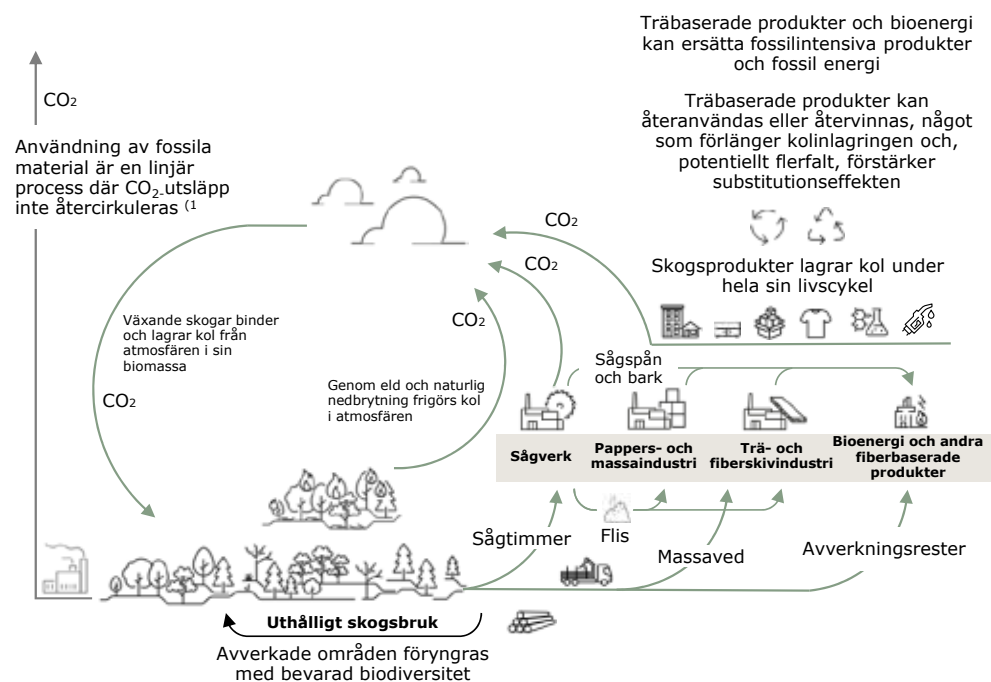 Träbaserade produkter och bioenergi
kan ersätta fossilintensiva produkter
och fossil energi
CO2
Träbaserade produkter kan
återanvändas eller återvinnas, något
som förlänger kolinlagringen och,
potentiellt flerfalt, förstärker
substitutionseffekten
Användning av fossila
material är en linjär
process där CO2-utsläpp
inte återcirkuleras (1
CO2
CO2
Skogsprodukter lagrar kol under
hela sin livscykel
Växande skogar binder
och lagrar kol från
atmosfären i sin
biomassa
CO2
CO2
Genom eld och naturlig
nedbrytning frigörs kol
i atmosfären
Sågspån
och bark
Sågverk
Pappers- och
massaindustri
Trä- och
fiberskivindustri
Bioenergi och andra
fiberbaserade
produkter
Sågtimmer
Flis
Massaved
Avverkningsrester
Uthålligt skogsbruk
Avverkade områden föryngras
med bevarad biodiversitet